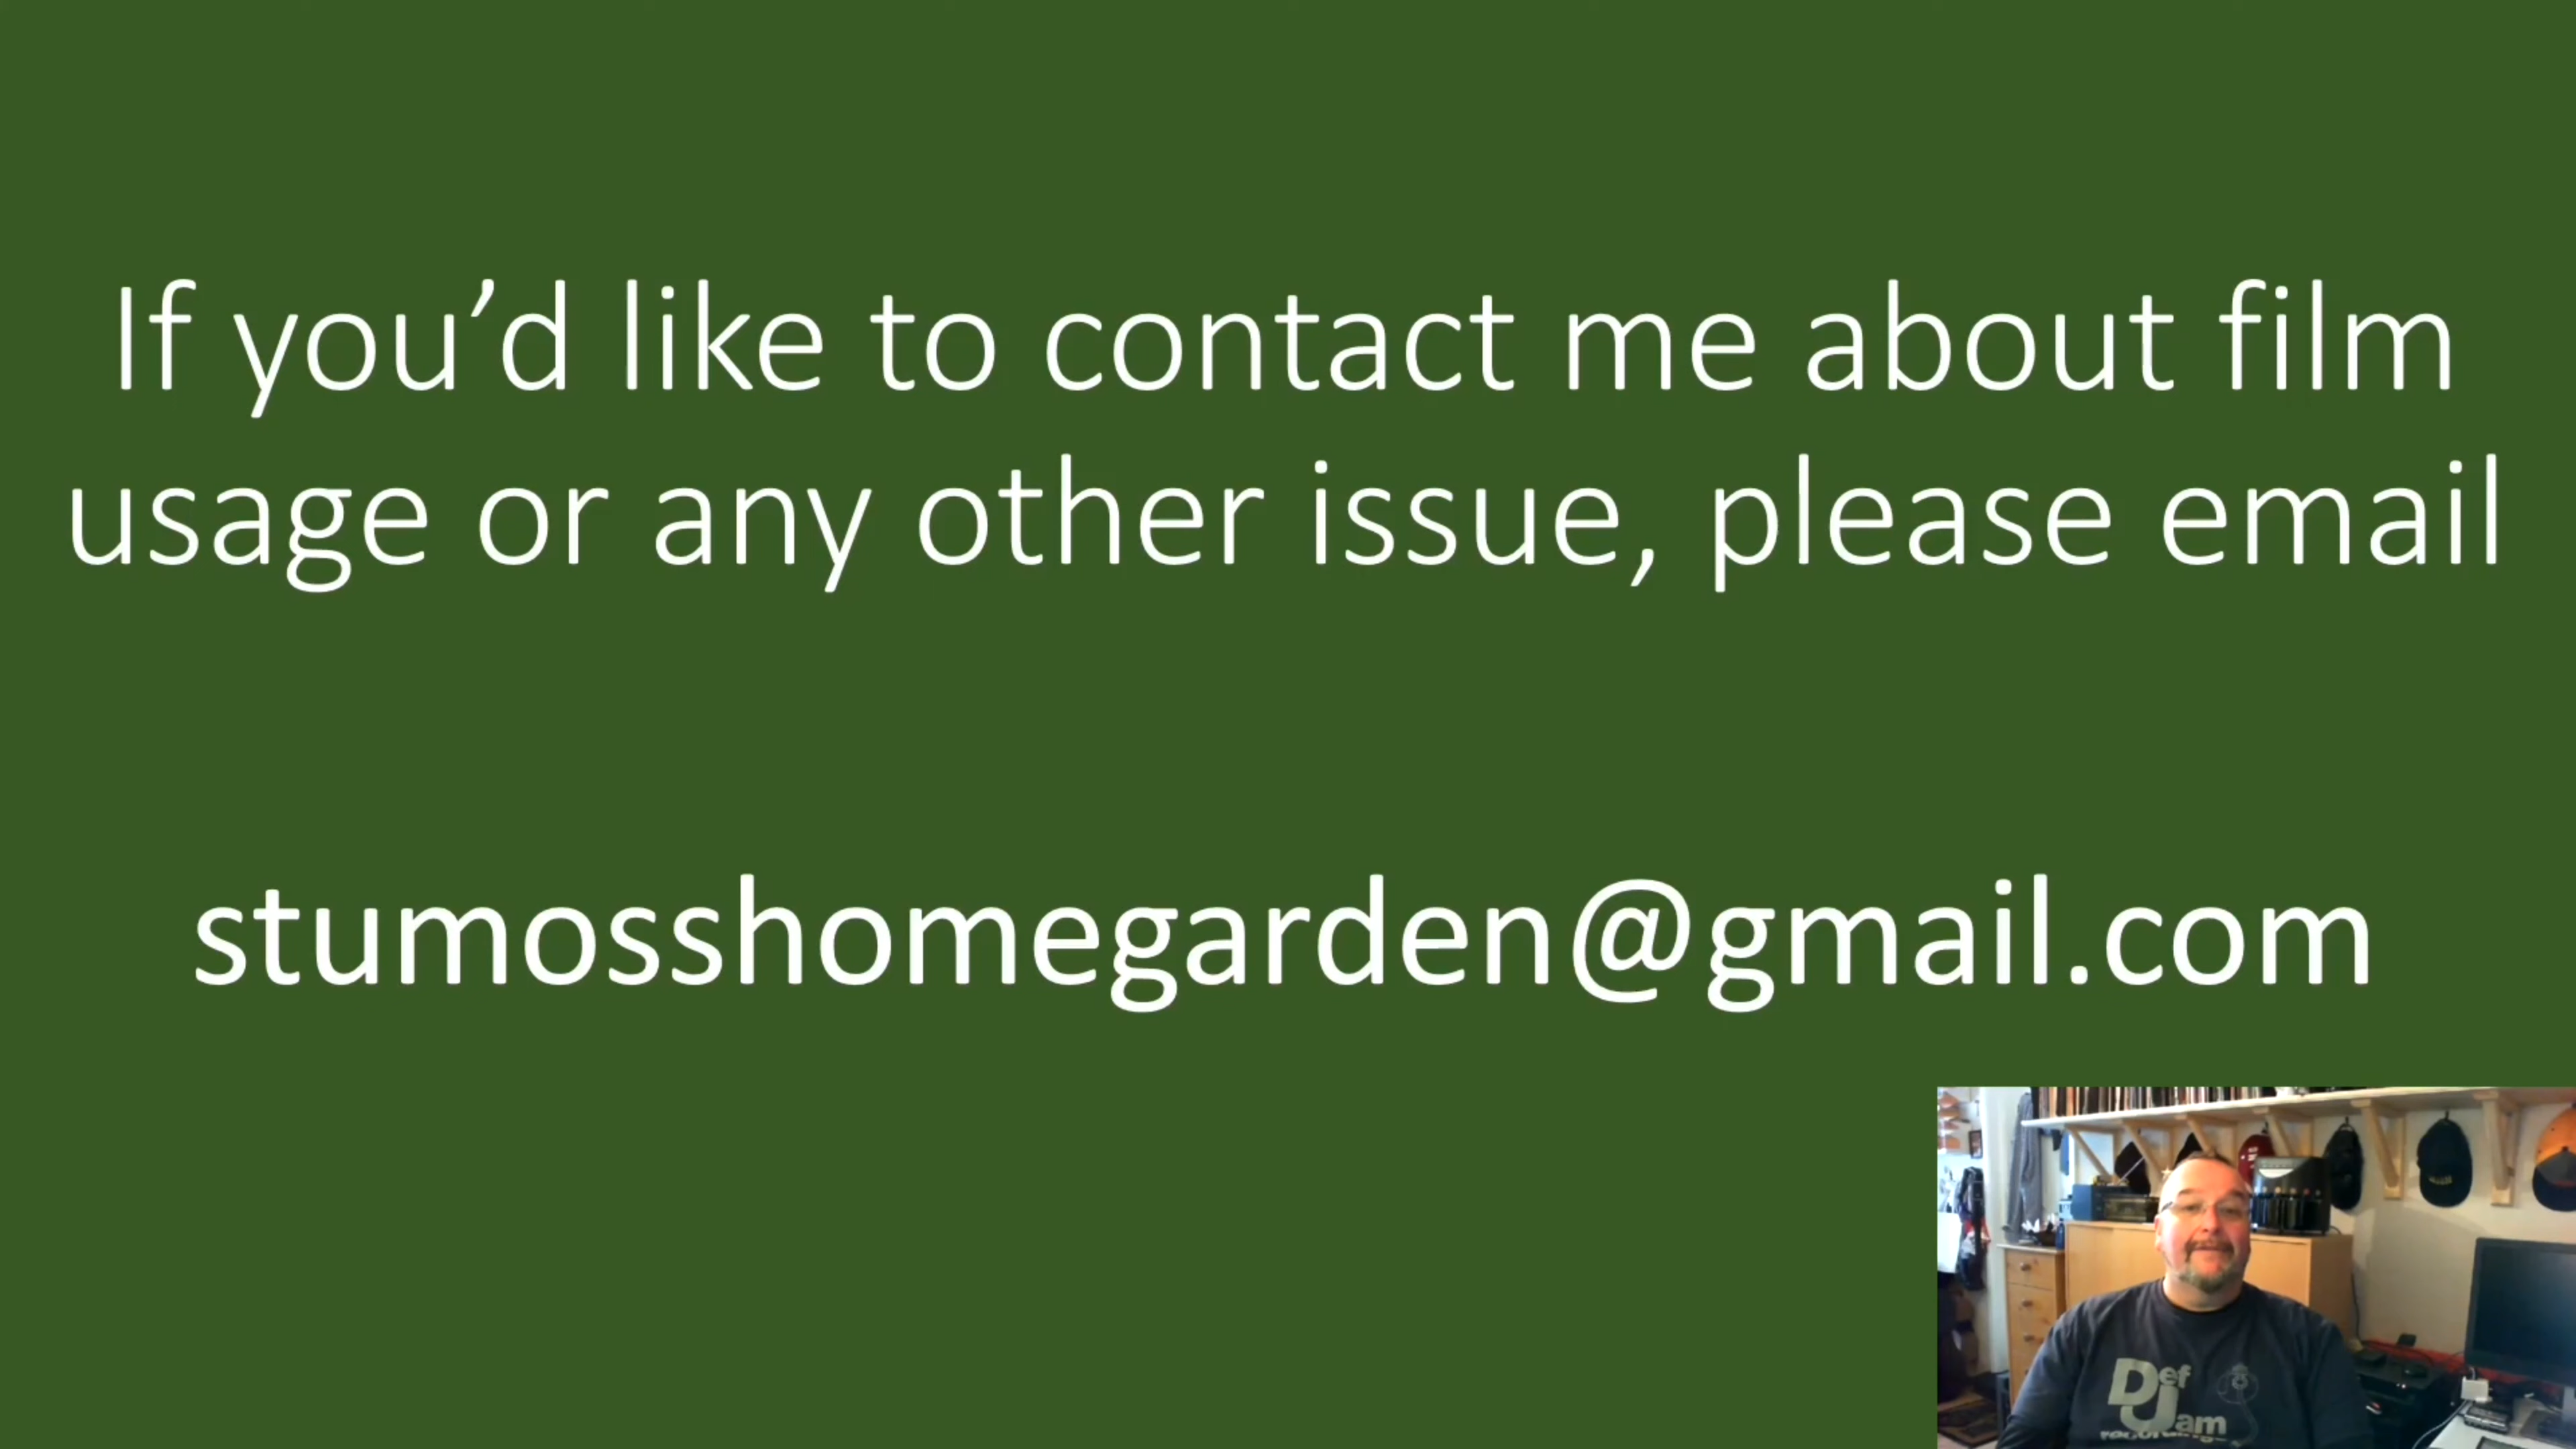 If you’d like to contact me about film
usage or any other issue, please email
stumosshomegarden@gmail.com
Def
Jam
recordings